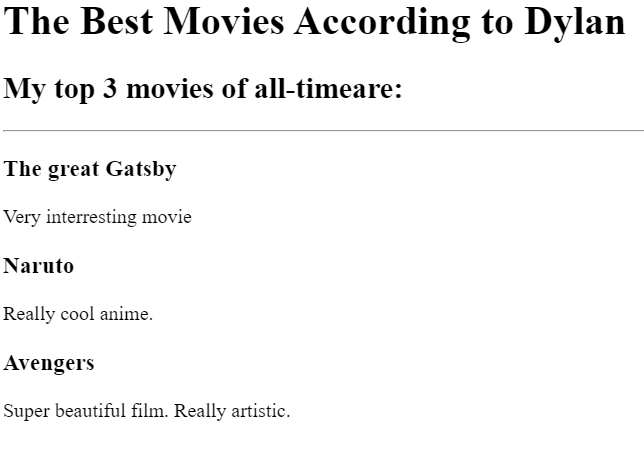 The Best Movies According to Dylan
My top 3 movies of all-timeare:
The great Gatsby
Very interresting movie
Naruto
Really cool anime.
Avengers
Super beautiful film. Really artistic.